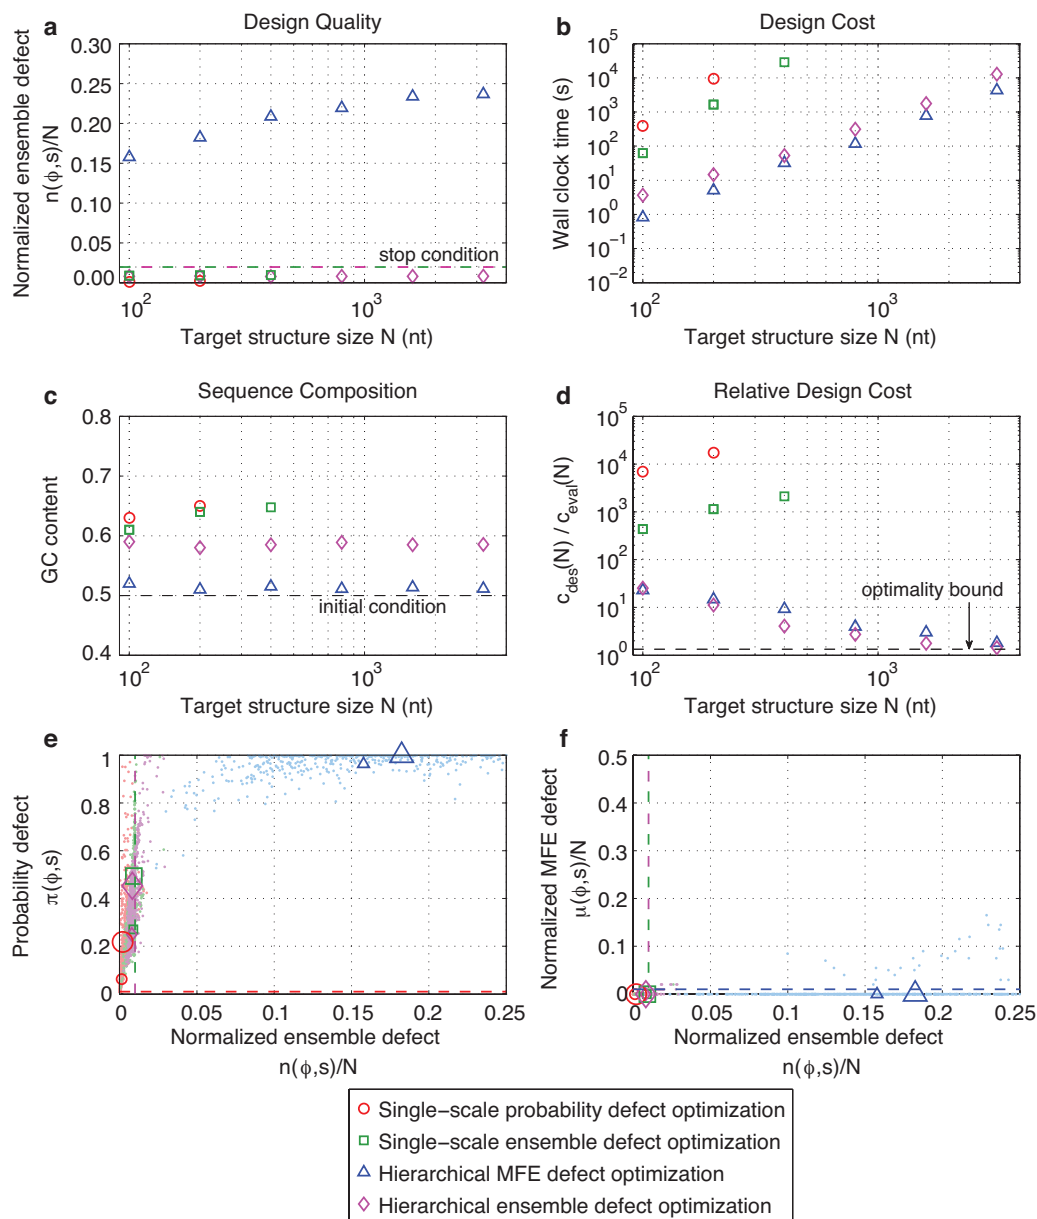 a Design Quality
Normalized ensemble defect
n(ϕ,s)/N
0.30
0.25
0.20
0.15
0.10
0.05
0.00
stop condition
10² 10³
Target structure size N (nt)
b Design Cost
Wall clock time (s)
10⁵
10⁴
10³
10²
10¹
10⁰
10⁻¹
10⁻²
10² 10³
Target structure size N (nt)
c Sequence Composition
GC content
0.8
0.7
0.6
0.5
0.4
initial condition
10² 10³
Target structure size N (nt)
d Relative Design Cost
c_des(N) / c_eval(N)
10⁵
10⁴
10³
10²
10¹
10⁰
optimality bound
10² 10³
Target structure size N (nt)
e
Probability defect
π(ϕ,s)
1
0.8
0.6
0.4
0.2
0
0 0.05 0.1 0.15 0.2 0.25
Normalized ensemble defect
n(ϕ,s)/N
f
Normalized MFE defect
μ(ϕ,s)/N
0.5
0.4
0.3
0.2
0.1
0
0 0.05 0.1 0.15 0.2 0.25
Normalized ensemble defect
n(ϕ,s)/N
Single−scale probability defect optimization
Single−scale ensemble defect optimization
Hierarchical MFE defect optimization
Hierarchical ensemble defect optimization